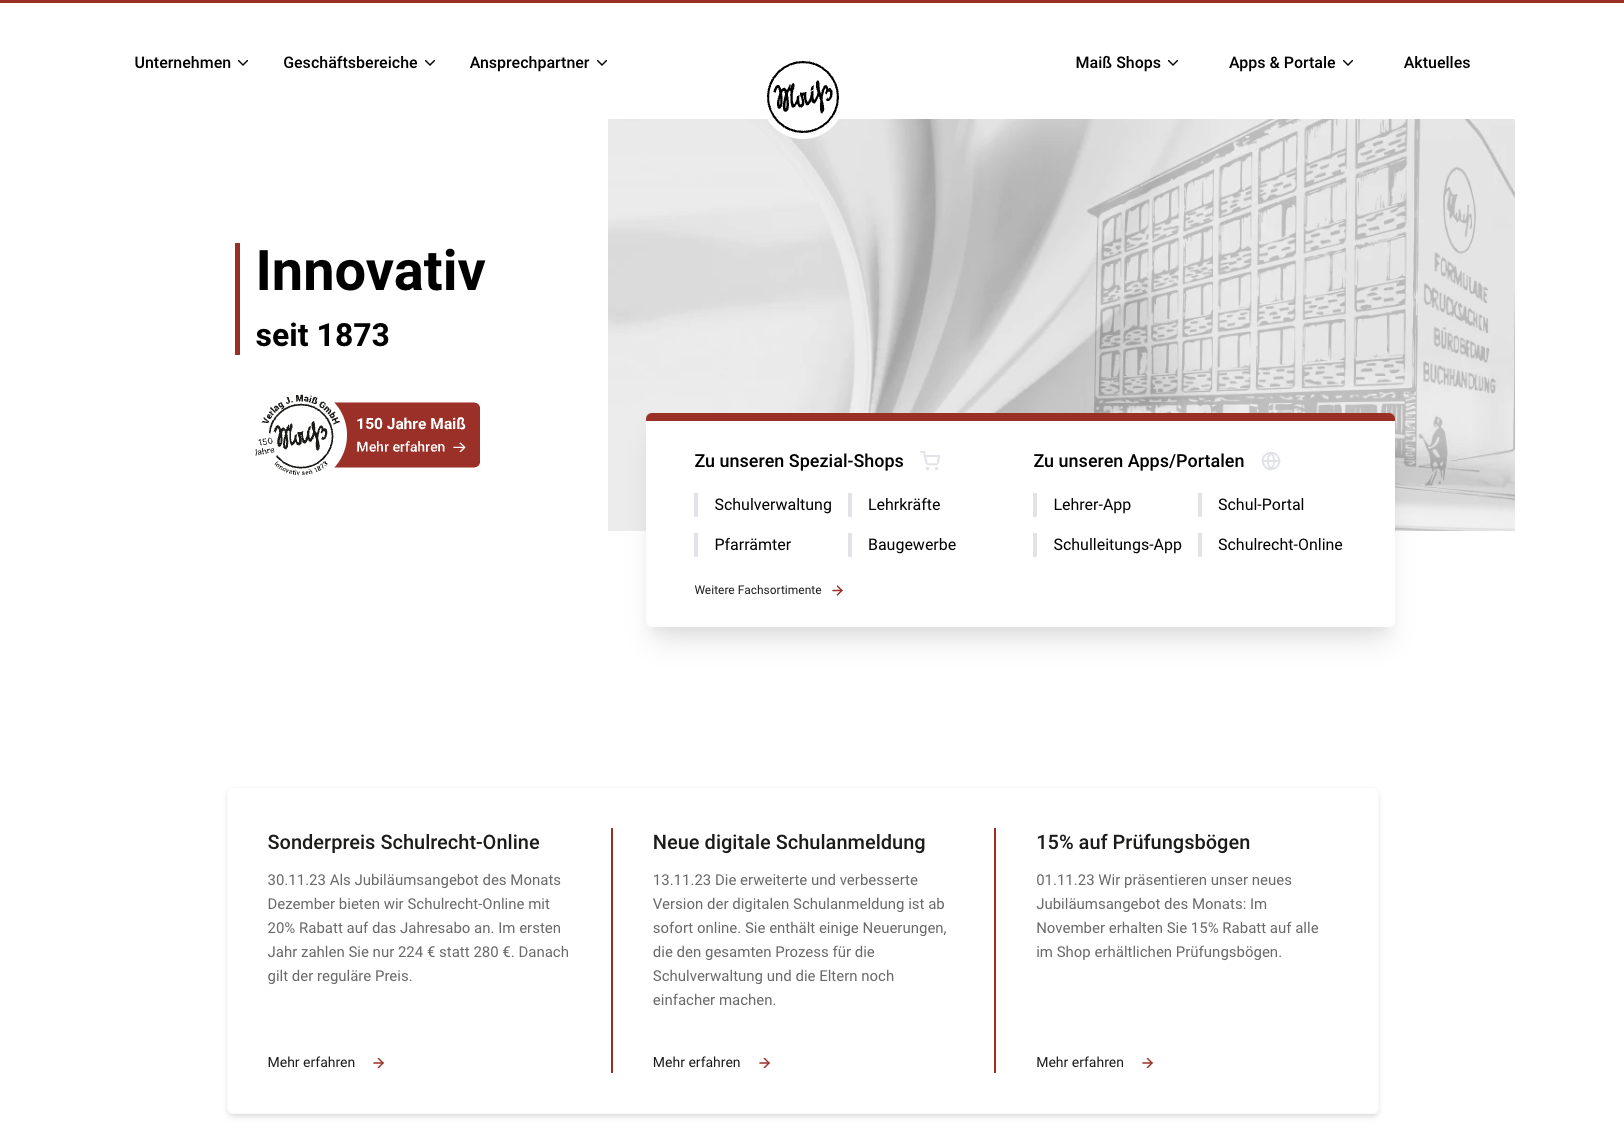 Unternehmen
Geschäftsbereiche
Ansprechpartner
Maiß
Maiß Shops
Apps & Portale
Aktuelles
Maiß
FORMULARE
DRUCKSACHEN
BÜROBEDARF
BUCHHANDLUNG
Innovativ
seit 1873
Verlag J. Maiß GmbH
150 Jahre
Maiß
Innovativ seit 1873
150 Jahre Maiß
Mehr erfahren
Zu unseren Spezial-Shops
Schulverwaltung
Lehrkräfte
Pfarrämter
Baugewerbe
Weitere Fachsortimente
Zu unseren Apps/Portalen
Lehrer-App
Schul-Portal
Schulleitungs-App
Schulrecht-Online
Sonderpreis Schulrecht-Online
30.11.23 Als Jubiläumsangebot des Monats
Dezember bieten wir Schulrecht-Online mit
20% Rabatt auf das Jahresabo an. Im ersten
Jahr zahlen Sie nur 224 € statt 280 €. Danach
gilt der reguläre Preis.
Mehr erfahren
Neue digitale Schulanmeldung
13.11.23 Die erweiterte und verbesserte
Version der digitalen Schulanmeldung ist ab
sofort online. Sie enthält einige Neuerungen,
die den gesamten Prozess für die
Schulverwaltung und die Eltern noch
einfacher machen.
Mehr erfahren
15% auf Prüfungsbögen
01.11.23 Wir präsentieren unser neues
Jubiläumsangebot des Monats: Im
November erhalten Sie 15% Rabatt auf alle
im Shop erhältlichen Prüfungsbögen.
Mehr erfahren